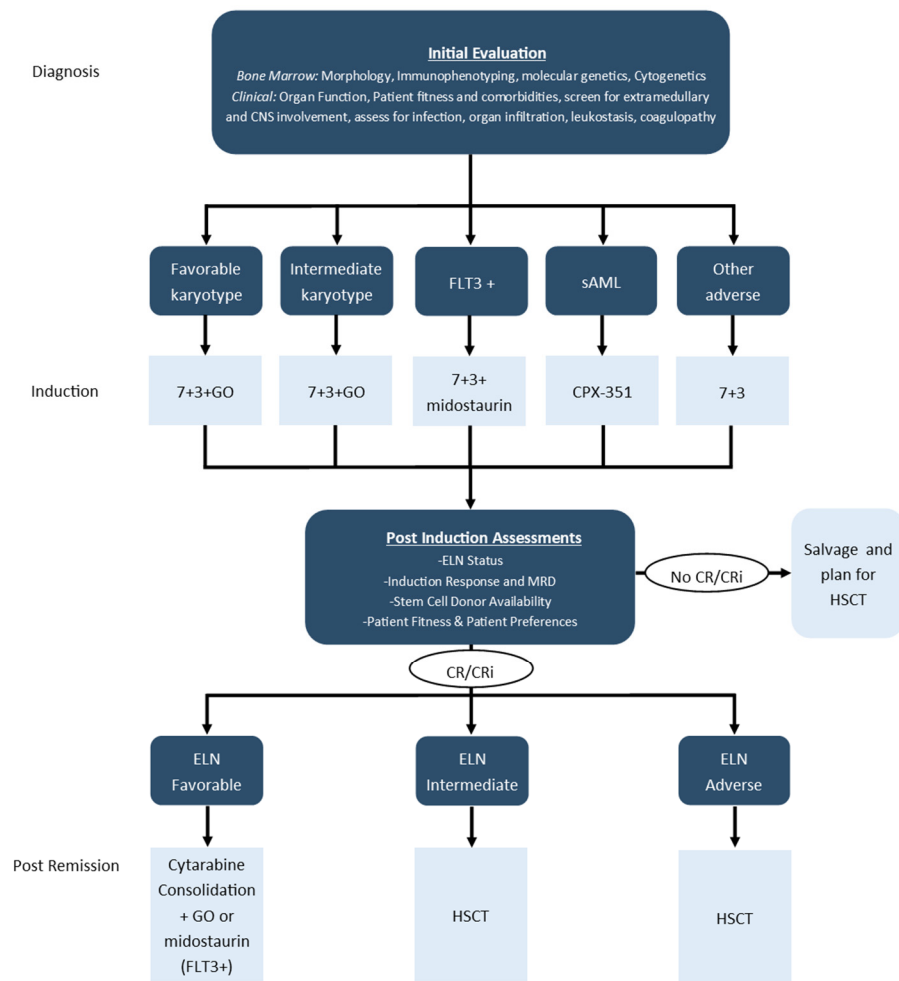 Diagnosis
Initial Evaluation
Bone Marrow: Morphology, Immunophenotyping, molecular genetics, Cytogenetics
Clinical: Organ Function, Patient fitness and comorbidities, screen for extramedullary
and CNS involvement, assess for infection, organ infiltration, leukostasis, coagulopathy
Favorable
karyotype
Intermediate
karyotype
FLT3 +
sAML
Other
adverse
Induction
7+3+GO
7+3+GO
7+3+
midostaurin
CPX-351
7+3
Post Induction Assessments
-ELN Status
-Induction Response and MRD
-Stem Cell Donor Availability
-Patient Fitness & Patient Preferences
No CR/CRi
Salvage and
plan for
HSCT
CR/CRi
ELN
Favorable
ELN
Intermediate
ELN
Adverse
Post Remission
Cytarabine
Consolidation
+ GO or
midostaurin
(FLT3+)
HSCT
HSCT